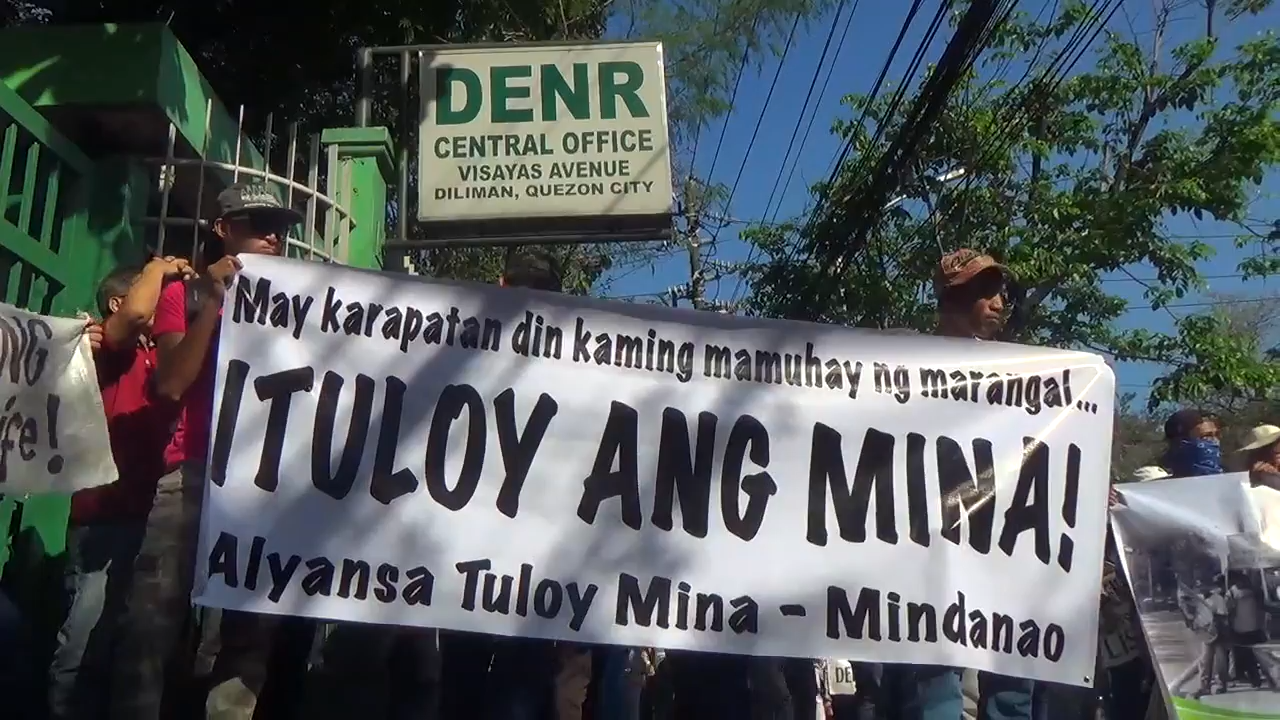 DENR
CENTRAL OFFICE
VISAYAS AVENUE
DILIMAN, QUEZON CITY
May karapatan din kaming mamuhay ng marangal...
ITULOY ANG MINA!
Alyansa Tuloy Mina - Mindanao